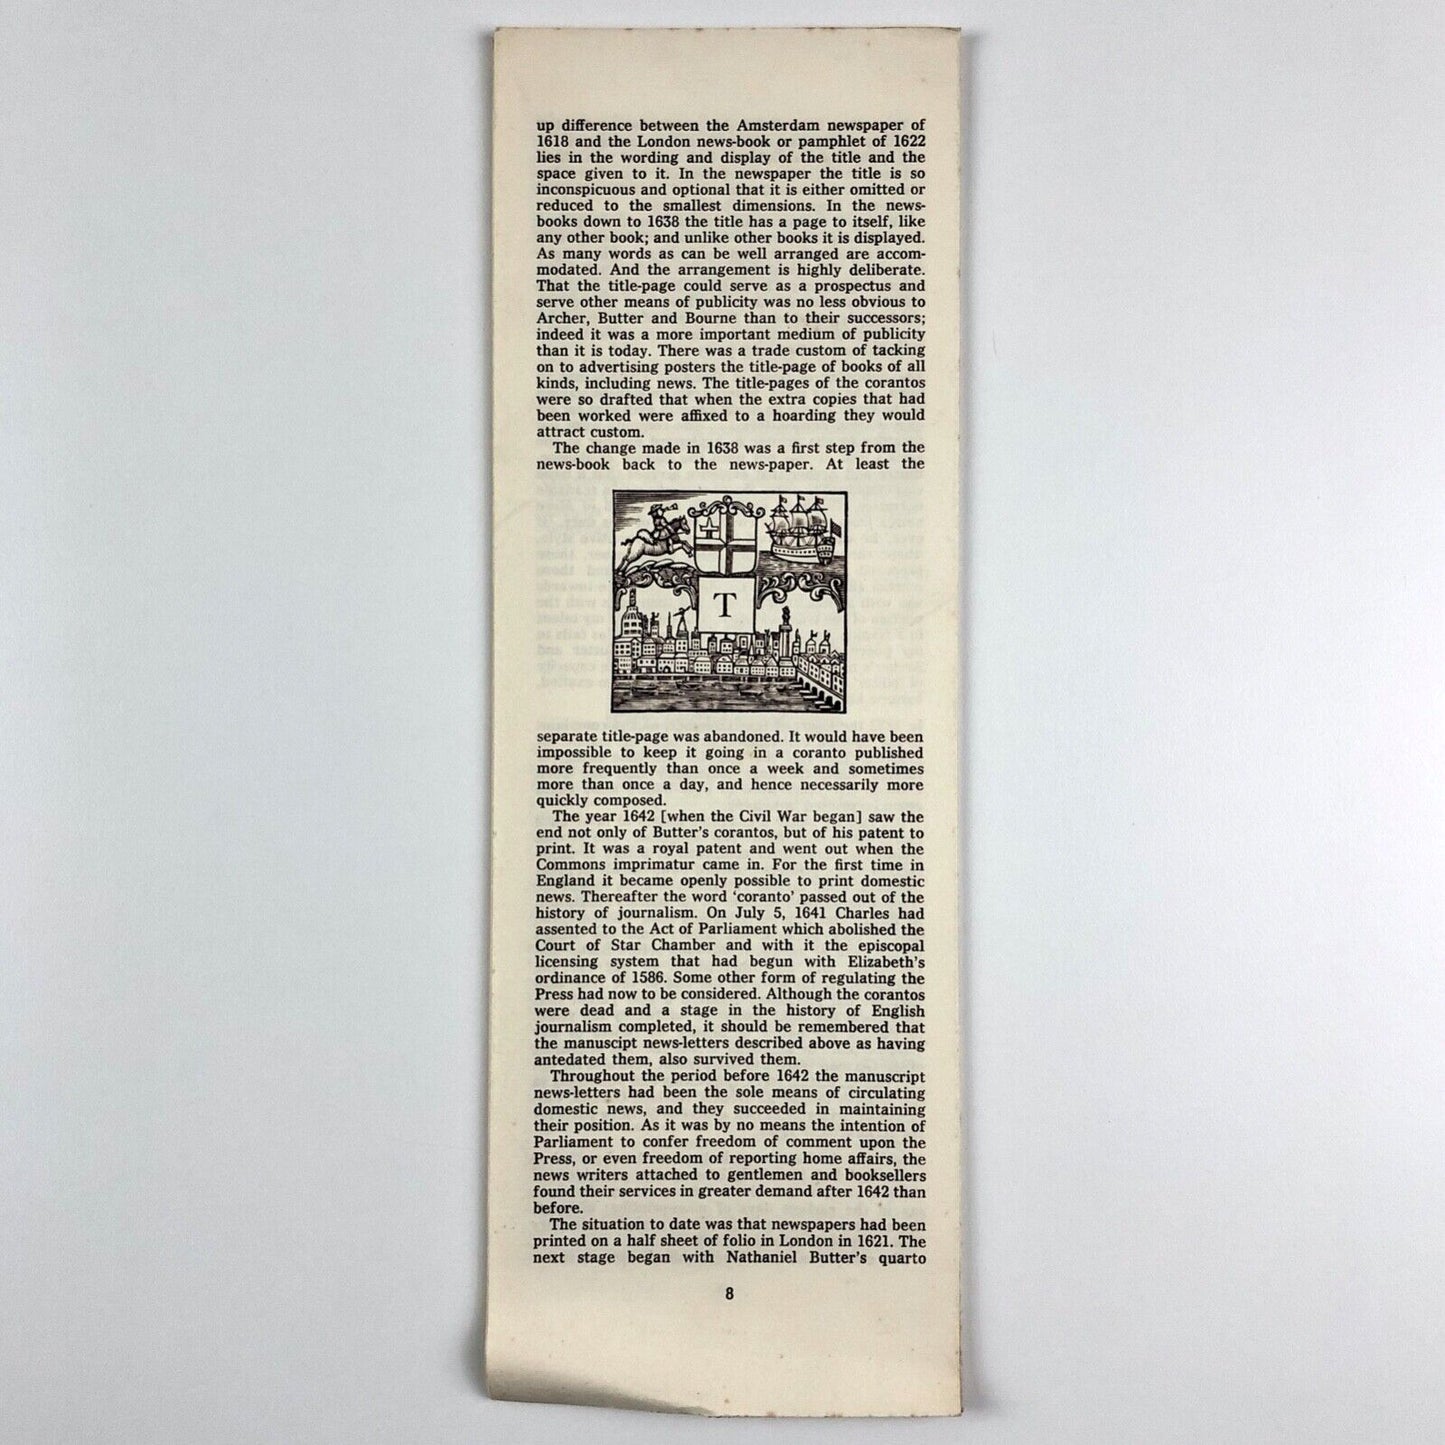 up difference between the Amsterdam newspaper of
1618 and the London news-book or pamphlet of 1622
lies in the wording and display of the title and the
space given to it. In the newspaper the title is so
inconspicuous and optional that it is either omitted or
reduced to the smallest dimensions. In the news-
books down to 1638 the title has a page to itself, like
any other book; and unlike other books it is displayed.
As many words as can be well arranged are accom-
modated. And the arrangement is highly deliberate.
That the title-page could serve as a prospectus and
serve other means of publicity was no less obvious to
Archer, Butter and Bourne than to their successors;
indeed it was a more important medium of publicity
than it is today. There was a trade custom of tacking
on to advertising posters the title-page of books of all
kinds, including news. The title-pages of the corantos
were so drafted that when the extra copies that had
been worked were affixed to a hoarding they would
attract custom.
The change made in 1638 was a first step from the
news-book back to the news-paper. At least the
T
separate title-page was abandoned. It would have been
impossible to keep it going in a coranto published
more frequently than once a week and sometimes
more than once a day, and hence necessarily more
quickly composed.
The year 1642 [when the Civil War began] saw the
end not only of Butter's corantos, but of his patent to
print. It was a royal patent and went out when the
Commons imprimatur came in. For the first time in
England it became openly possible to print domestic
news. Thereafter the word 'coranto' passed out of the
history of journalism. On July 5, 1641 Charles had
assented to the Act of Parliament which abolished the
Court of Star Chamber and with it the episcopal
licensing system that had begun with Elizabeth's
ordinance of 1586. Some other form of regulating the
Press had now to be considered. Although the corantos
were dead and a stage in the history of English
journalism completed, it should be remembered that
the manuscipt news-letters described above as having
antedated them, also survived them.
Throughout the period before 1642 the manuscript
news-letters had been the sole means of circulating
domestic news, and they succeeded in maintaining
their position. As it was by no means the intention of
Parliament to confer freedom of comment upon the
Press, or even freedom of reporting home affairs, the
news writers attached to gentlemen and booksellers
found their services in greater demand after 1642 than
before.
The situation to date was that newspapers had been
printed on a half sheet of folio in London in 1621. The
next stage began with Nathaniel Butter's quarto
8